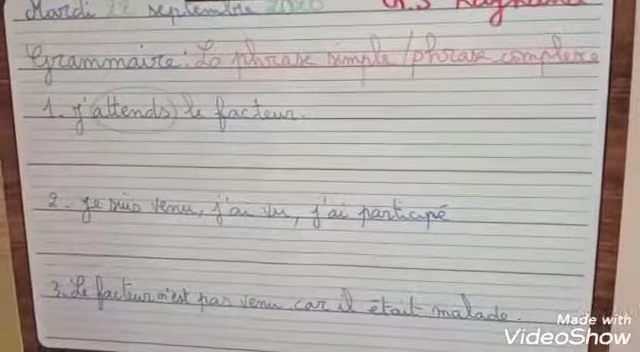 Mardi septembre 2020
Grammaire: La phrase simple / phrase complexe
1. j'attends le facteur.
2. Je suis venu, j'ai vu, j'ai participé
3. Le facteur n'est pas venu car il était malade.
Made with
VideoShow